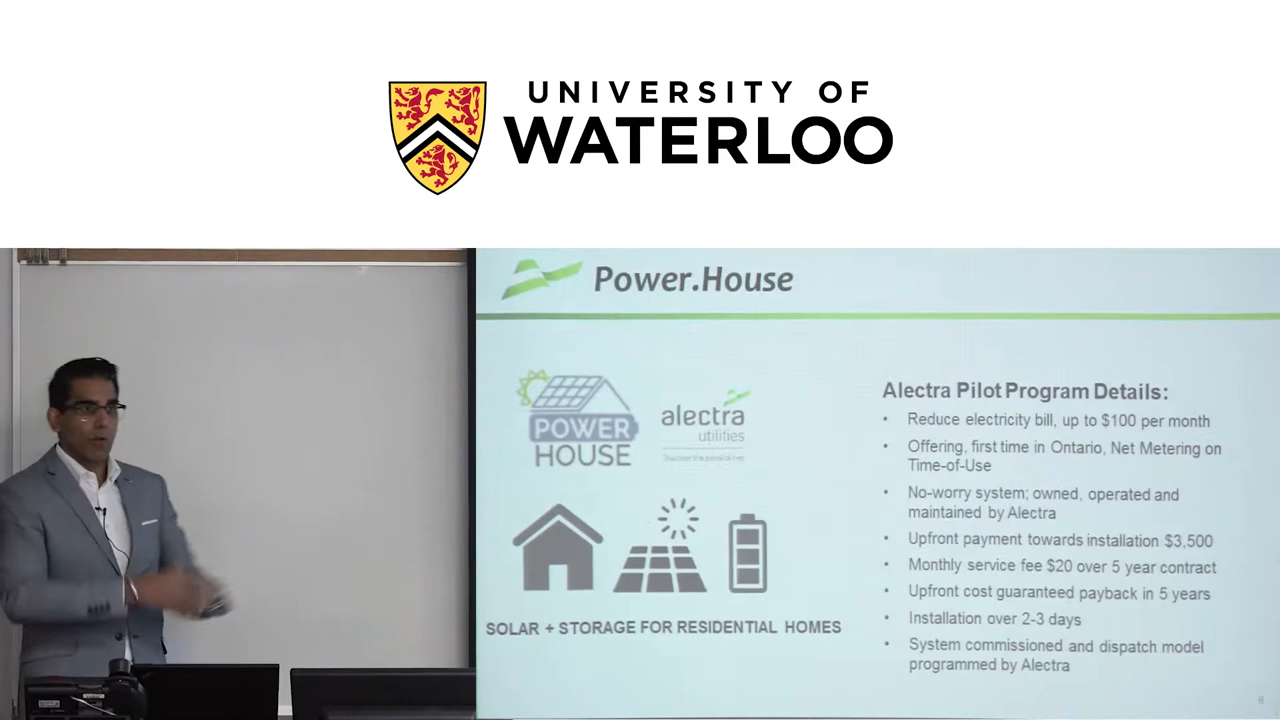 UNIVERSITY OF
WATERLOO
Power.House
POWER
HOUSE
alectra
utilities
SOLAR + STORAGE FOR RESIDENTIAL HOMES
Alectra Pilot Program Details:
• Reduce electricity bill, up to $100 per month
• Offering, first time in Ontario, Net Metering on
Time-of-Use
• No-worry system; owned, operated and
maintained by Alectra
• Upfront payment towards installation $3,500
• Monthly service fee $20 over 5 year contract
• Upfront cost guaranteed payback in 5 years
• Installation over 2-3 days
• System commissioned and dispatch model
programmed by Alectra
8